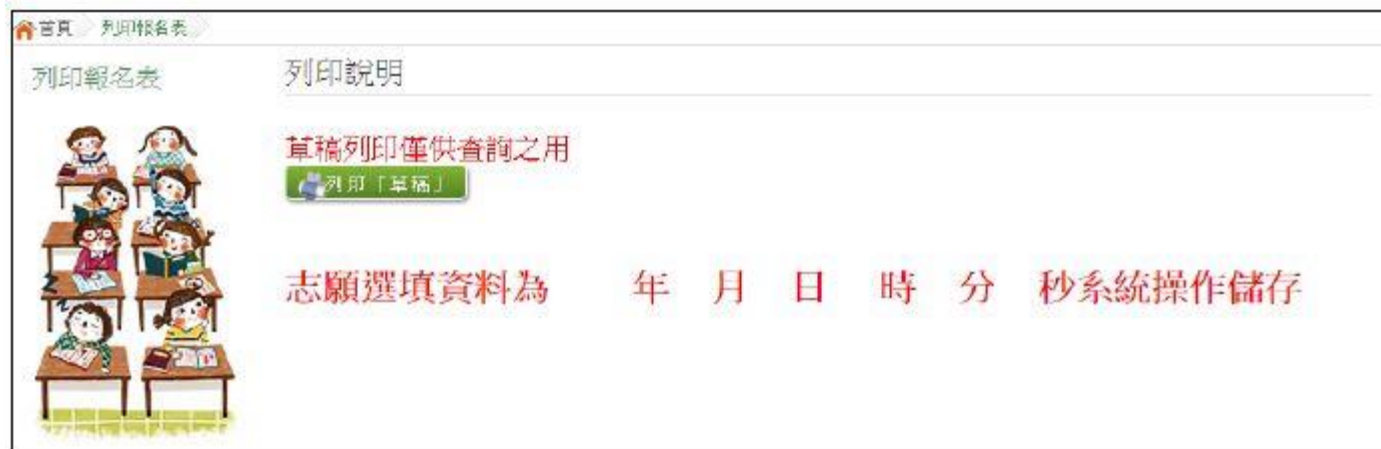 首頁 列印報名表
列印報名表
列印說明
草稿列印僅供查詢之用
列印「草稿」
志願選填資料為 年 月 日 時 分 秒系統操作儲存